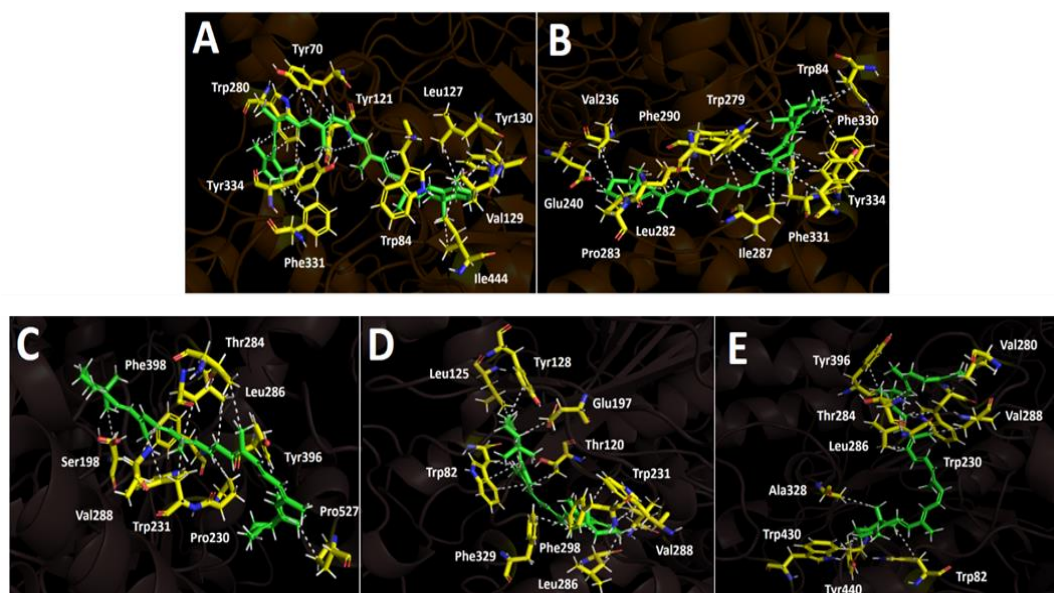 A
Tyr70
Trp280
Tyr121
Leu127
Tyr130
Tyr334
Trp84
Val129
Phe331
Ile444
B
Trp84
Val236
Phe290
Trp279
Phe330
Glu240
Tyr334
Leu282
Pro283
Ile287
Phe331
C
Thr284
Phe398
Leu286
Ser198
Tyr396
Val288
Trp231
Pro230
Pro527
D
Tyr128
Leu125
Glu197
Thr120
Trp82
Trp231
Phe329
Phe298
Val288
Leu286
E
Val280
Tyr396
Thr284
Val288
Leu286
Trp230
Ala328
Trp430
Tyr440
Trp82